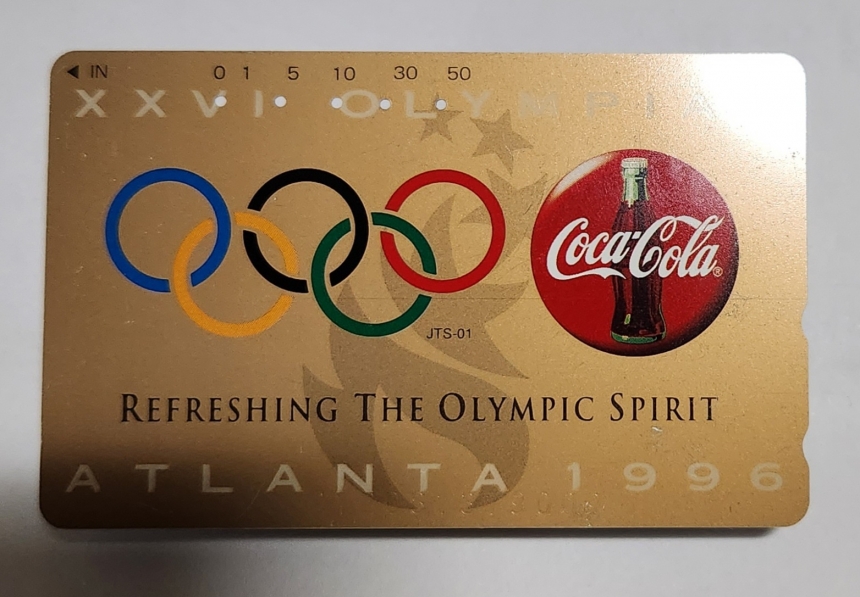 ◀ IN 0 1 5 10 30 50
XXVI OLYMPIA
Coca-Cola®
JTS-01
REFRESHING THE OLYMPIC SPIRIT
ATLANTA 1996